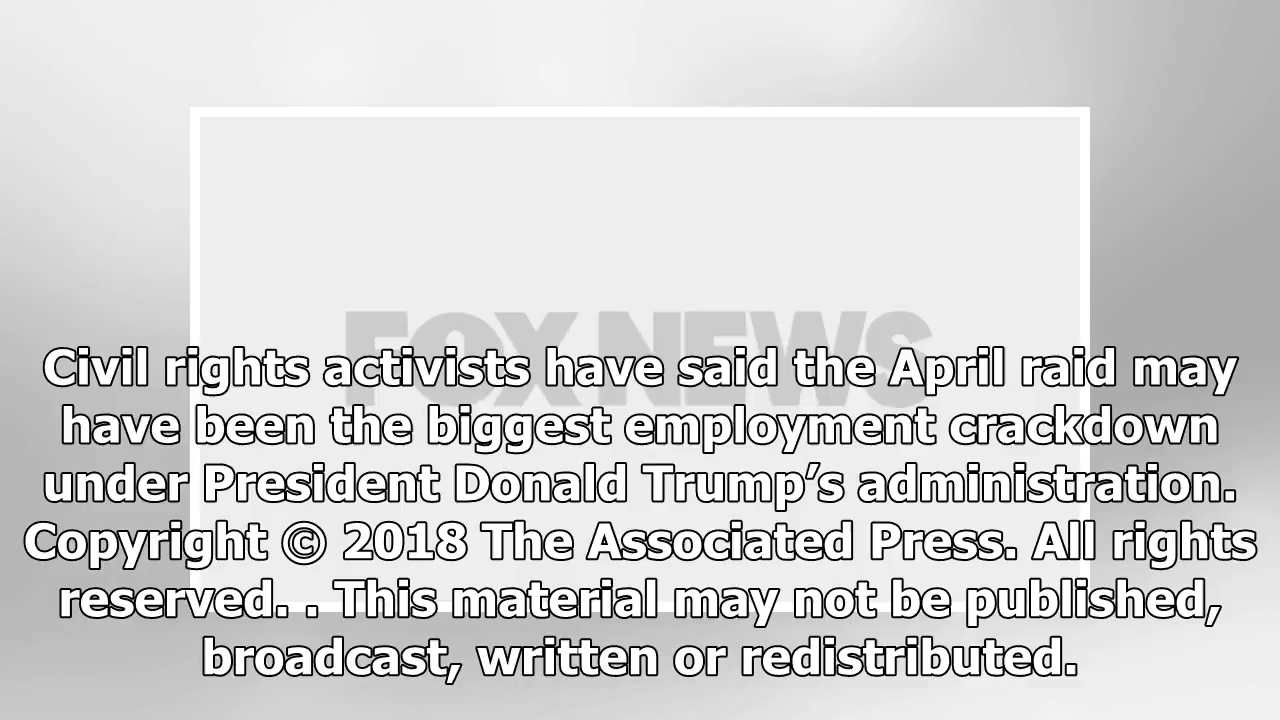 FOX NEWS
Civil rights activists have said the April raid may
have been the biggest employment crackdown
under President Donald Trump’s administration.
Copyright © 2018 The Associated Press. All rights
reserved. . This material may not be published,
broadcast, written or redistributed.